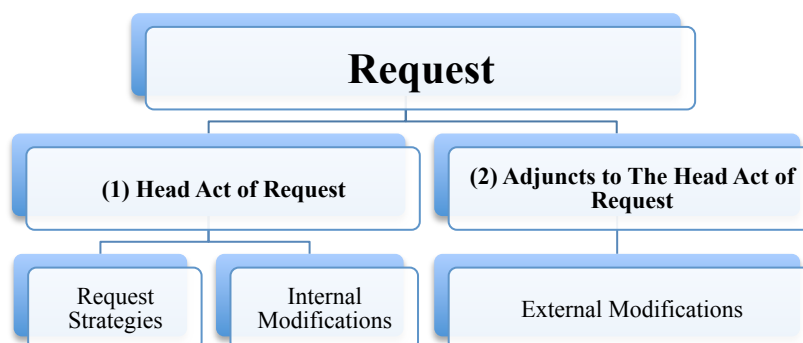 Request
(1) Head Act of Request
(2) Adjuncts to The Head Act of
Request
Request
Strategies
Internal
Modifications
External Modifications